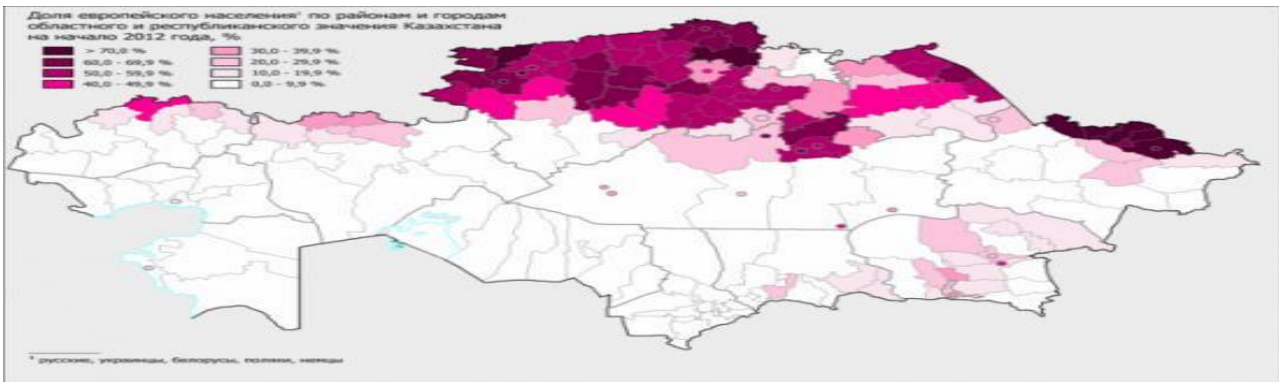 Доля европейского населения¹ по районам и городам
областного и республиканского значения Казахстана
на начало 2012 года, %
> 70,0 %
60,0 - 69,9 %
50,0 - 59,9 %
40,0 - 49,9 %
30,0 - 39,9 %
20,0 - 29,9 %
10,0 - 19,9 %
0,0 - 9,9 %
¹ русские, украинцы, белорусы, поляки, немцы